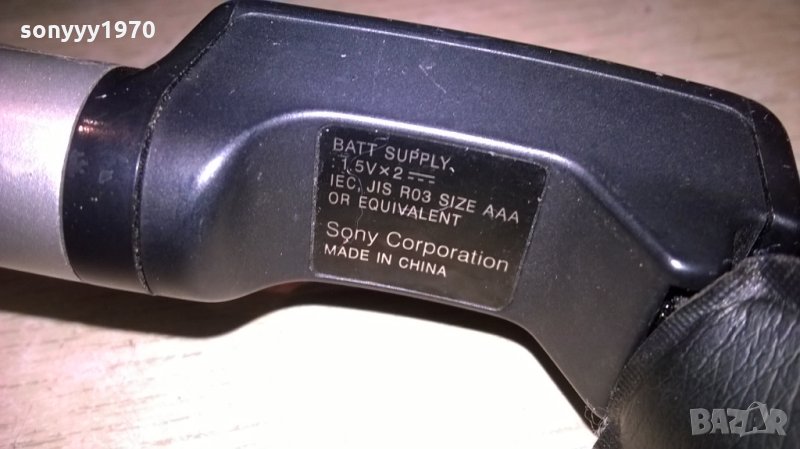 sonyyy1970
BATT SUPPLY
1.5V×2 ⎓
IEC, JIS R03 SIZE AAA
OR EQUIVALENT
Sony Corporation
MADE IN CHINA
BAZAR